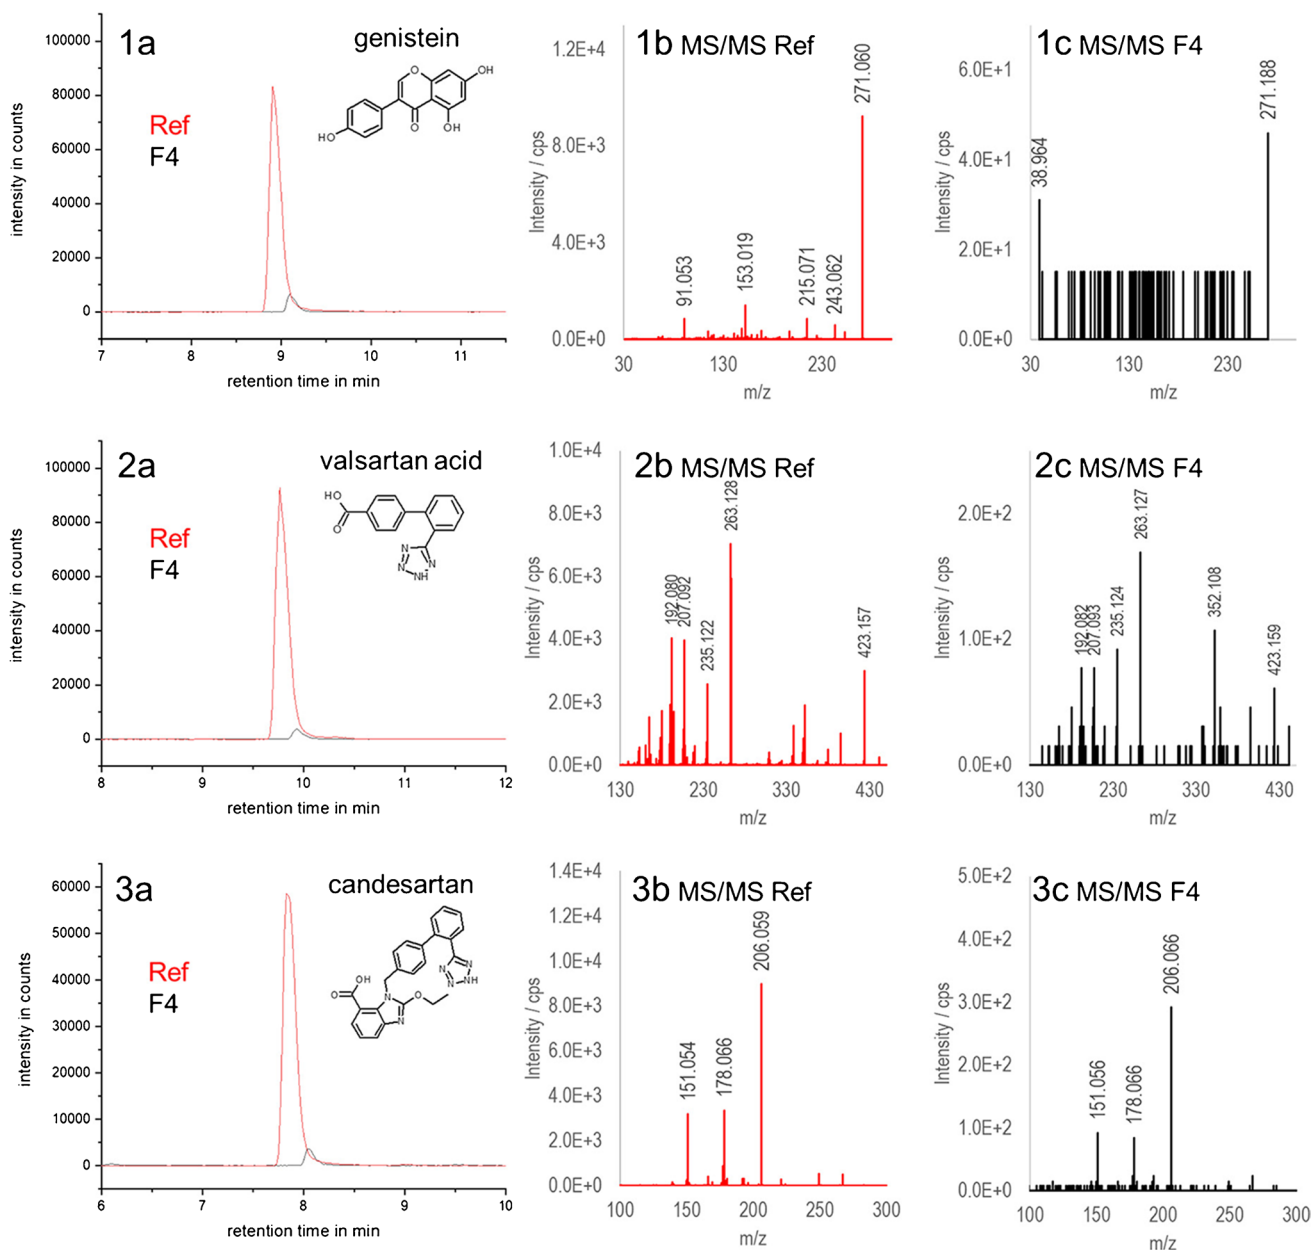 1a
genistein
Ref
F4
100000
80000
60000
40000
20000
0
intensity in counts
7 8 9 10 11
retention time in min
O
OH
HO
O
OH
1b MS/MS Ref
1.2E+4
8.0E+3
4.0E+3
0.0E+0
Intensity / cps
91.053
153.019
215.071
243.062
271.060
30 130 230
m/z
1c MS/MS F4
6.0E+1
4.0E+1
2.0E+1
0.0E+0
Intensity / cps
38.964
271.188
30 130 230
m/z
2a
valsartan acid
Ref
F4
100000
80000
60000
40000
20000
0
intensity in counts
8 9 10 11 12
retention time in min
HO
O
N
N
N
NH
2b MS/MS Ref
1.0E+4
8.0E+3
6.0E+3
4.0E+3
2.0E+3
0.0E+0
Intensity / cps
192.080
207.092
235.122
263.128
423.157
130 230 330 430
m/z
2c MS/MS F4
2.0E+2
1.0E+2
0.0E+0
Intensity / cps
192.082
207.093
235.124
263.127
352.108
423.159
130 230 330 430
m/z
3a
candesartan
Ref
F4
60000
50000
40000
30000
20000
10000
0
intensity in counts
6 7 8 9 10
retention time in min
OH
O
N
N
O
N
N
N
NH
3b MS/MS Ref
1.4E+4
1.2E+4
1.0E+4
8.0E+3
6.0E+3
4.0E+3
2.0E+3
0.0E+0
Intensity / cps
151.054
178.066
206.059
100 150 200 250 300
m/z
3c MS/MS F4
5.0E+2
4.0E+2
3.0E+2
2.0E+2
1.0E+2
0.0E+0
Intensity / cps
151.056
178.066
206.066
100 150 200 250 300
m/z